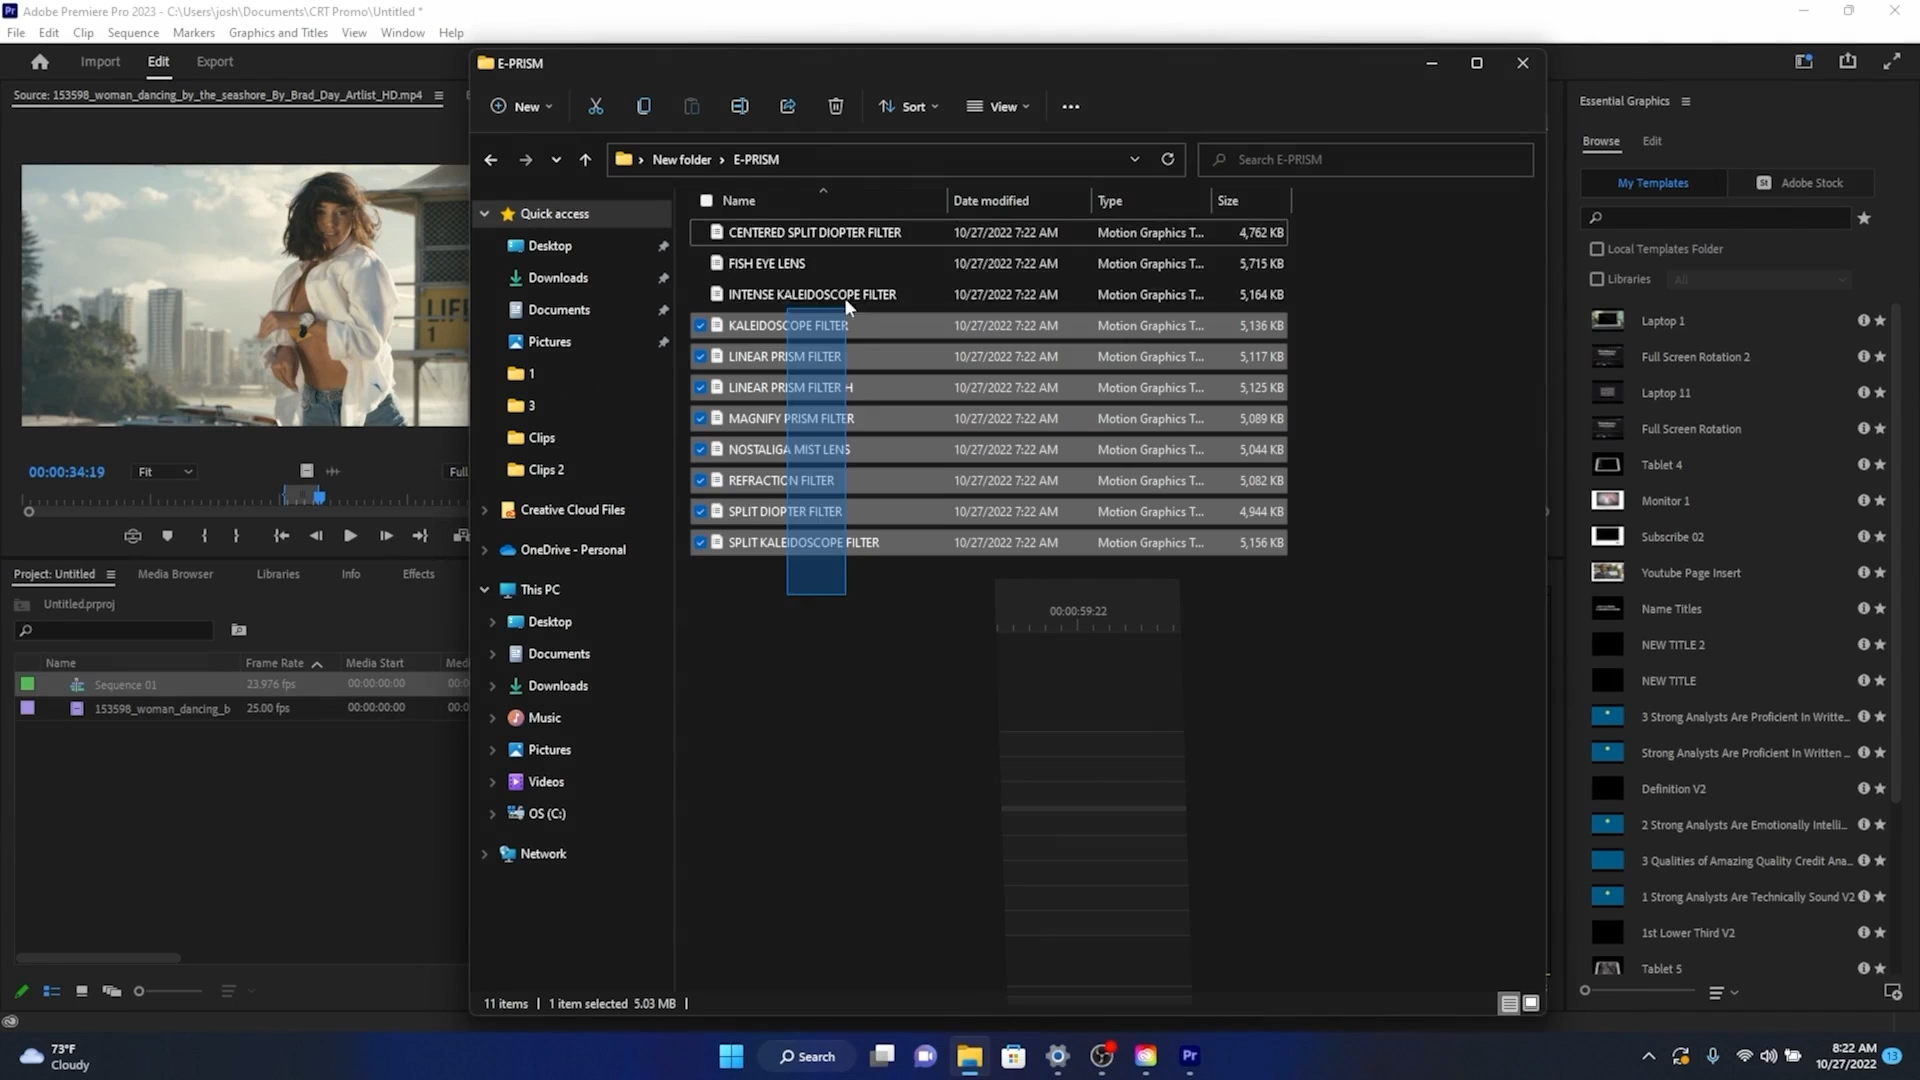 Adobe Premiere Pro 2023 - C:\Users\josh\Documents\CRT Promo\Untitled *
File Edit Clip Sequence Markers Graphics and Titles View Window Help
Import Edit Export
Source: 153598_woman_dancing_by_the_seashore_By_Brad_Day_Artlist_HD.mp4
LIFE
1
00:00:34:19 Fit Full
Project: Untitled Media Browser Libraries Info Effects
Untitled.prproj
Name Frame Rate Media Start
Sequence 01 23.976 fps 00:00:00:00
153598_woman_dancing_b 25.00 fps 00:00:00:00
E-PRISM
New Sort View
New folder E-PRISM Search E-PRISM
Quick access
Desktop
Downloads
Documents
Pictures
1
3
Clips
Clips 2
Creative Cloud Files
OneDrive - Personal
This PC
Desktop
Documents
Downloads
Music
Pictures
Videos
OS (C:)
Network
Name Date modified Type Size
CENTERED SPLIT DIOPTER FILTER 10/27/2022 7:22 AM Motion Graphics T... 4,762 KB
FISH EYE LENS 10/27/2022 7:22 AM Motion Graphics T... 5,715 KB
INTENSE KALEIDOSCOPE FILTER 10/27/2022 7:22 AM Motion Graphics T... 5,164 KB
KALEIDOSCOPE FILTER 10/27/2022 7:22 AM Motion Graphics T... 5,136 KB
LINEAR PRISM FILTER 10/27/2022 7:22 AM Motion Graphics T... 5,117 KB
LINEAR PRISM FILTER H 10/27/2022 7:22 AM Motion Graphics T... 5,125 KB
MAGNIFY PRISM FILTER 10/27/2022 7:22 AM Motion Graphics T... 5,089 KB
NOSTALIGA MIST LENS 10/27/2022 7:22 AM Motion Graphics T... 5,044 KB
REFRACTION FILTER 10/27/2022 7:22 AM Motion Graphics T... 5,082 KB
SPLIT DIOPTER FILTER 10/27/2022 7:22 AM Motion Graphics T... 4,944 KB
SPLIT KALEIDOSCOPE FILTER 10/27/2022 7:22 AM Motion Graphics T... 5,156 KB
00:00:59:22
11 items 1 item selected 5.03 MB
Essential Graphics
Browse Edit
My Templates St Adobe Stock
Local Templates Folder
Libraries All
Laptop 1
Full Screen Rotation 2
Laptop 11
Full Screen Rotation
Tablet 4
Monitor 1
Subscribe 02
Youtube Page Insert
Name Titles
NEW TITLE 2
NEW TITLE
3 Strong Analysts Are Proficient In Writte...
Strong Analysts Are Proficient In Written ...
Definition V2
2 Strong Analysts Are Emotionally Intelli...
3 Qualities of Amazing Quality Credit Ana...
1 Strong Analysts Are Technically Sound V2
1st Lower Third V2
Tablet 5
73°F
Cloudy
Search
8:22 AM
10/27/2022
13